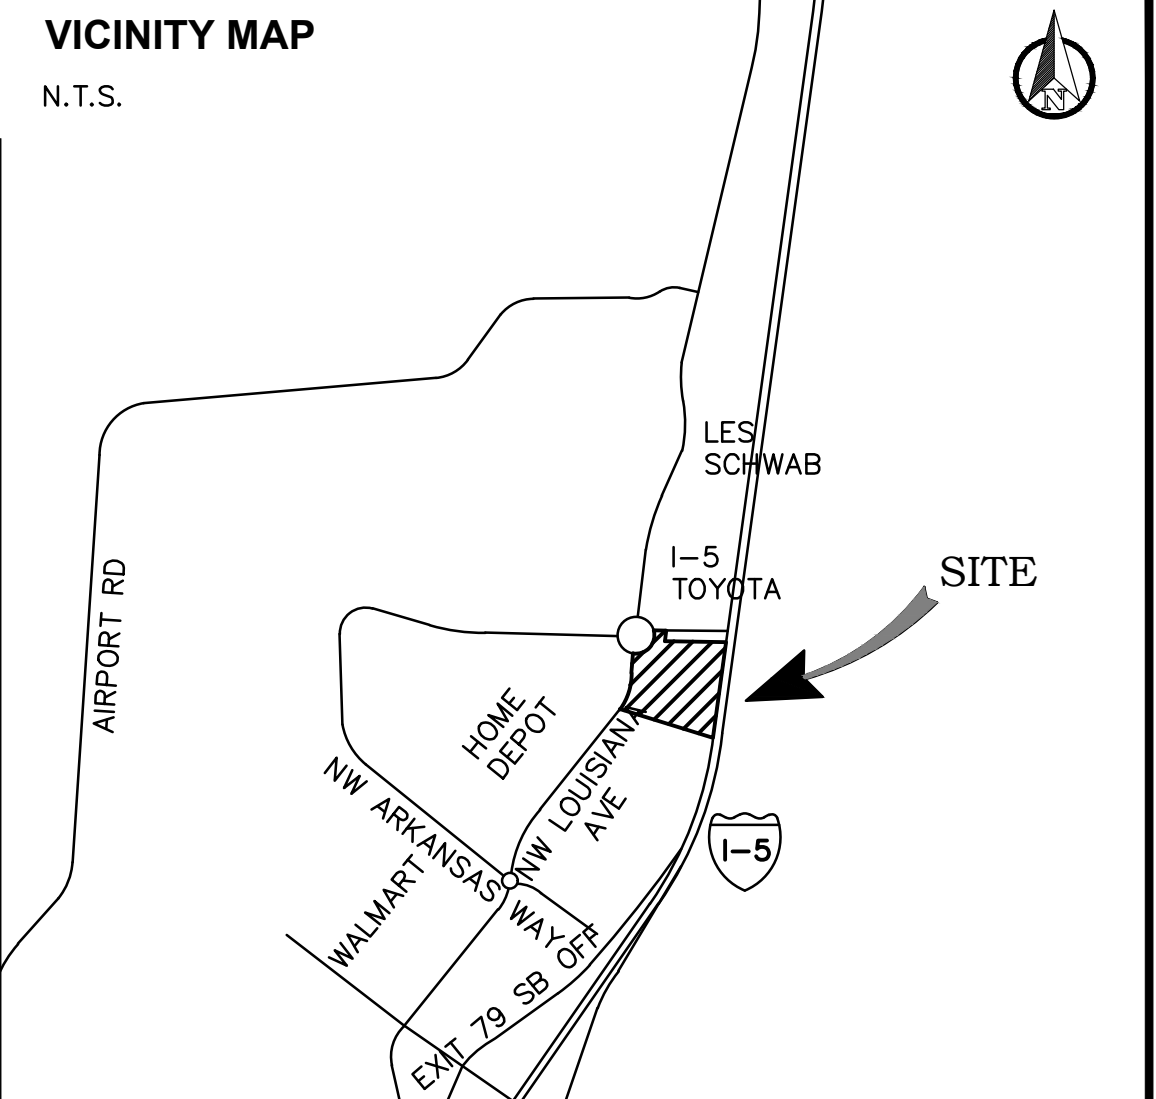 VICINITY MAP
N.T.S.
N
LES
SCHWAB
I-5
TOYOTA
SITE
AIRPORT RD
HOME
DEPOT
NW LOUISIANA
AVE
NW ARKANSAS WAY
I-5
WALMART
EXIT 79 SB OFF